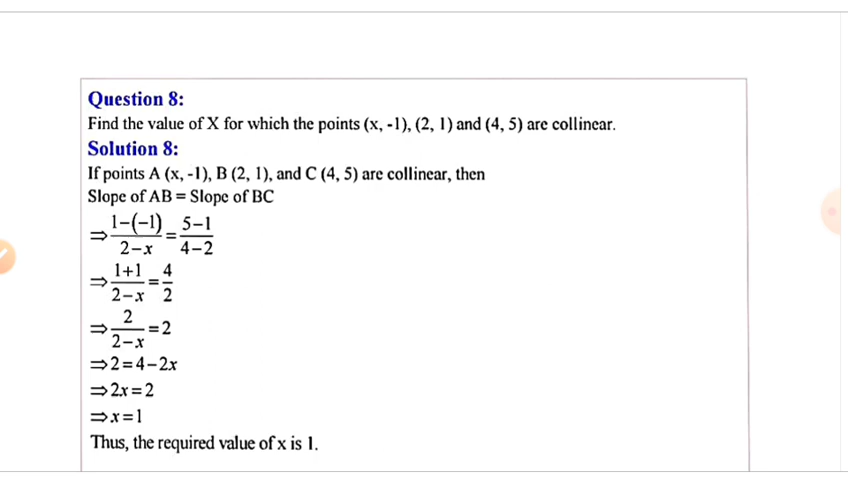 Question 8:
Find the value of X for which the points (x, -1), (2, 1) and (4, 5) are collinear.
Solution 8:
If points A (x, -1), B (2, 1), and C (4, 5) are collinear, then
Slope of AB = Slope of BC
⇒ (1−(−1))/(2−x) = (5−1)/(4−2)
⇒ (1+1)/(2−x) = 4/2
⇒ 2/(2−x) = 2
⇒ 2 = 4−2x
⇒ 2x = 2
⇒ x = 1
Thus, the required value of x is 1.